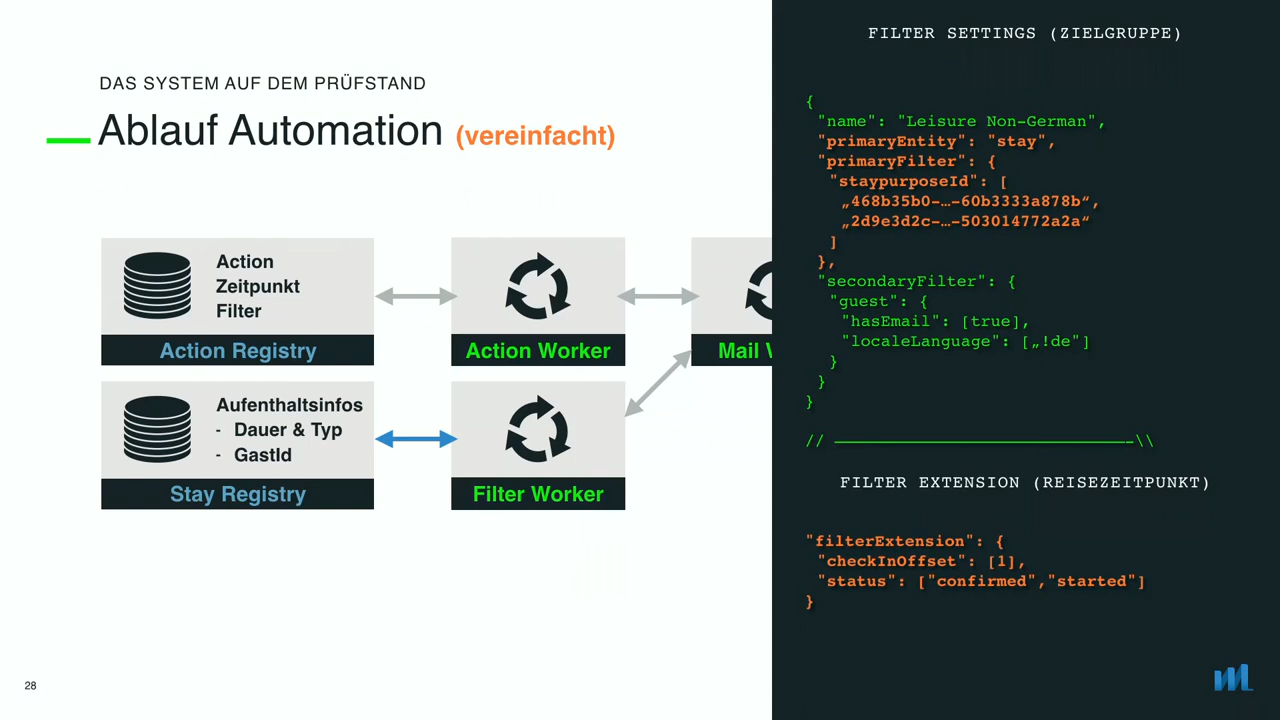 DAS SYSTEM AUF DEM PRÜFSTAND
Ablauf Automation (vereinfacht)
Action
Zeitpunkt
Filter
Action Registry
Action Worker
Mail
Aufenthaltsinfos
- Dauer & Typ
- GastId
Stay Registry
Filter Worker
28
FILTER SETTINGS (ZIELGRUPPE)
{
"name": "Leisure Non-German",
"primaryEntity": "stay",
"primaryFilter": {
"staypurposeId": [
„468b35b0-…-60b3333a878b“,
„2d9e3d2c-…-503014772a2a“
]
},
"secondaryFilter": {
"guest": {
"hasEmail": [true],
"localeLanguage": [„!de"]
}
}
}
// ——————————————————————————————-\\
FILTER EXTENSION (REISEZEITPUNKT)
"filterExtension": {
"checkInOffset": [1],
"status": ["confirmed","started"]
}